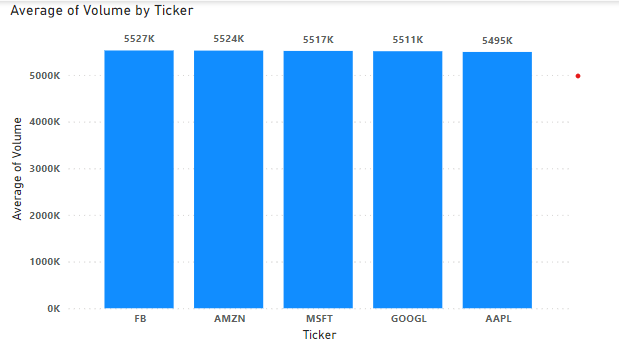 Average of Volume by Ticker
5527K 5524K 5517K 5511K 5495K
5000K
4000K
3000K
2000K
1000K
0K
Average of Volume
FB AMZN MSFT GOOGL AAPL
Ticker